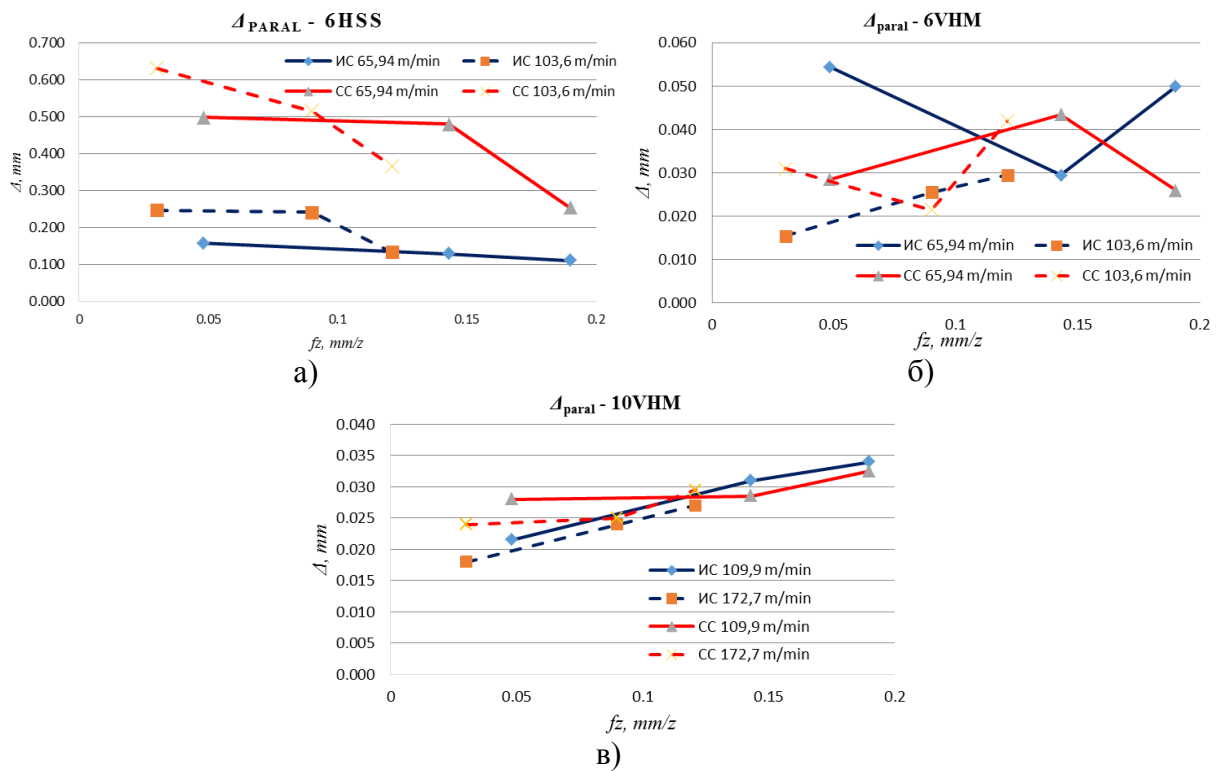 Δ PARAL - 6HSS
0.700
0.600
0.500
0.400
0.300
0.200
0.100
0.000
Δ, mm
0
0.05
0.1
0.15
0.2
fz, mm/z
ИС 65,94 m/min
ИС 103,6 m/min
СС 65,94 m/min
СС 103,6 m/min
а)
Δparal - 6VHM
0.060
0.050
0.040
0.030
0.020
0.010
0.000
Δ, mm
0
0.05
0.1
0.15
0.2
fz, mm/z
ИС 65,94 m/min
ИС 103,6 m/min
СС 65,94 m/min
СС 103,6 m/min
б)
Δparal - 10VHM
0.040
0.035
0.030
0.025
0.020
0.015
0.010
0.005
0.000
Δ, mm
0
0.05
0.1
0.15
0.2
fz, mm/z
ИС 109,9 m/min
ИС 172,7 m/min
СС 109,9 m/min
СС 172,7 m/min
в)